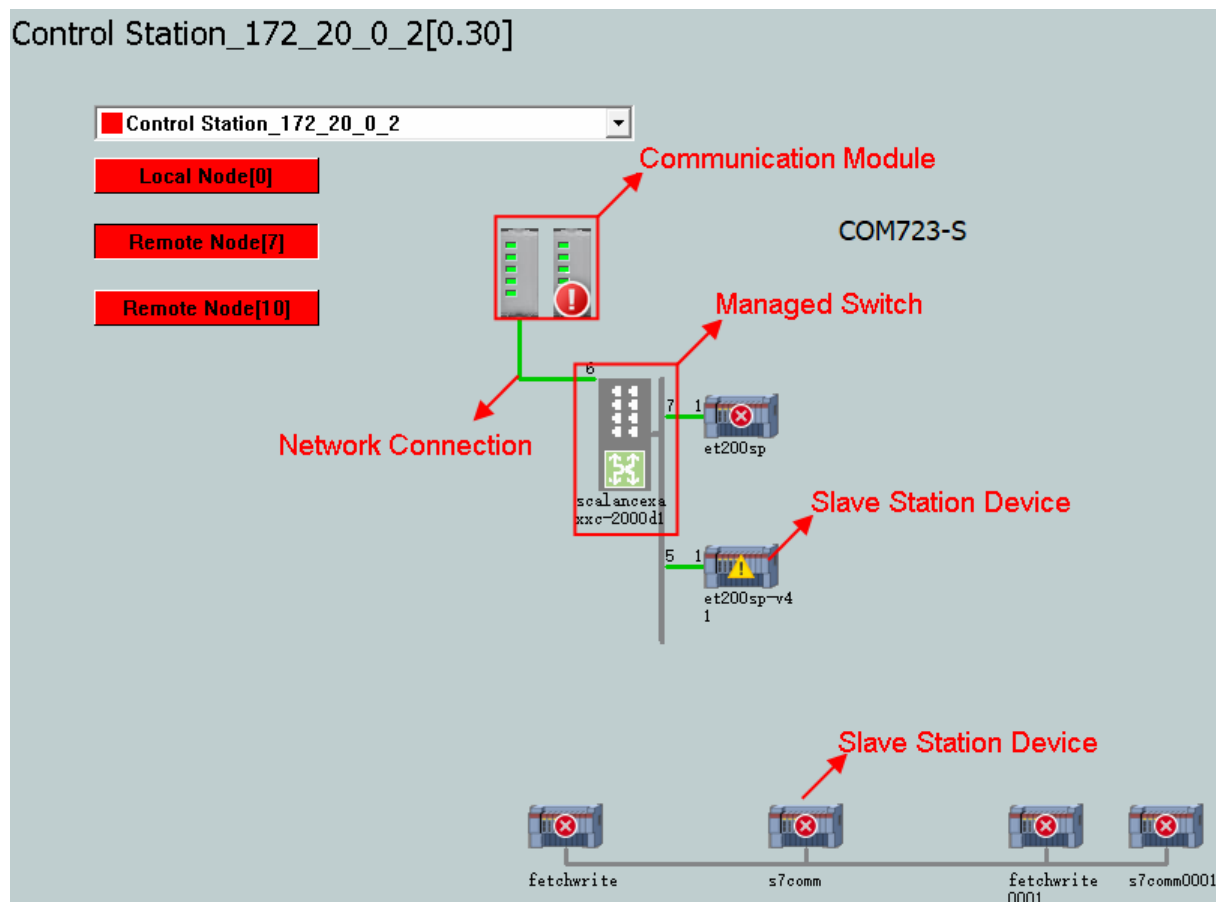 Control Station_172_20_0_2[0.30]
Control Station_172_20_0_2
Local Node[0]
Remote Node[7]
Remote Node[10]
Communication Module
COM723-S
Managed Switch
Network Connection
6
7 1
et200sp
scalancexa
xxc-2000d1
Slave Station Device
5 1
et200sp-v4
1
Slave Station Device
fetchwrite
s7comm
fetchwrite
0001
s7comm0001